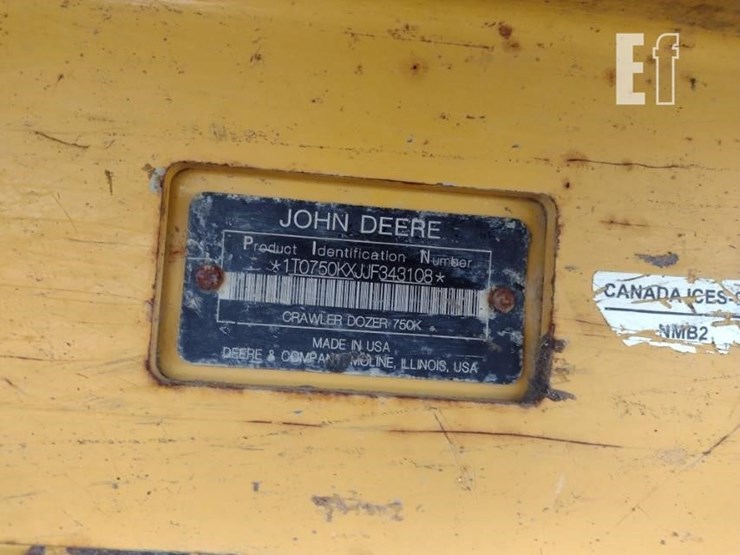 Ef
JOHN DEERE
Product Identification Number
*1T0750KXJJF343108*
CRAWLER DOZER 750K
MADE IN USA
DEERE & COMPANY MOLINE, ILLINOIS, USA
CANADA ICES-
NMB2